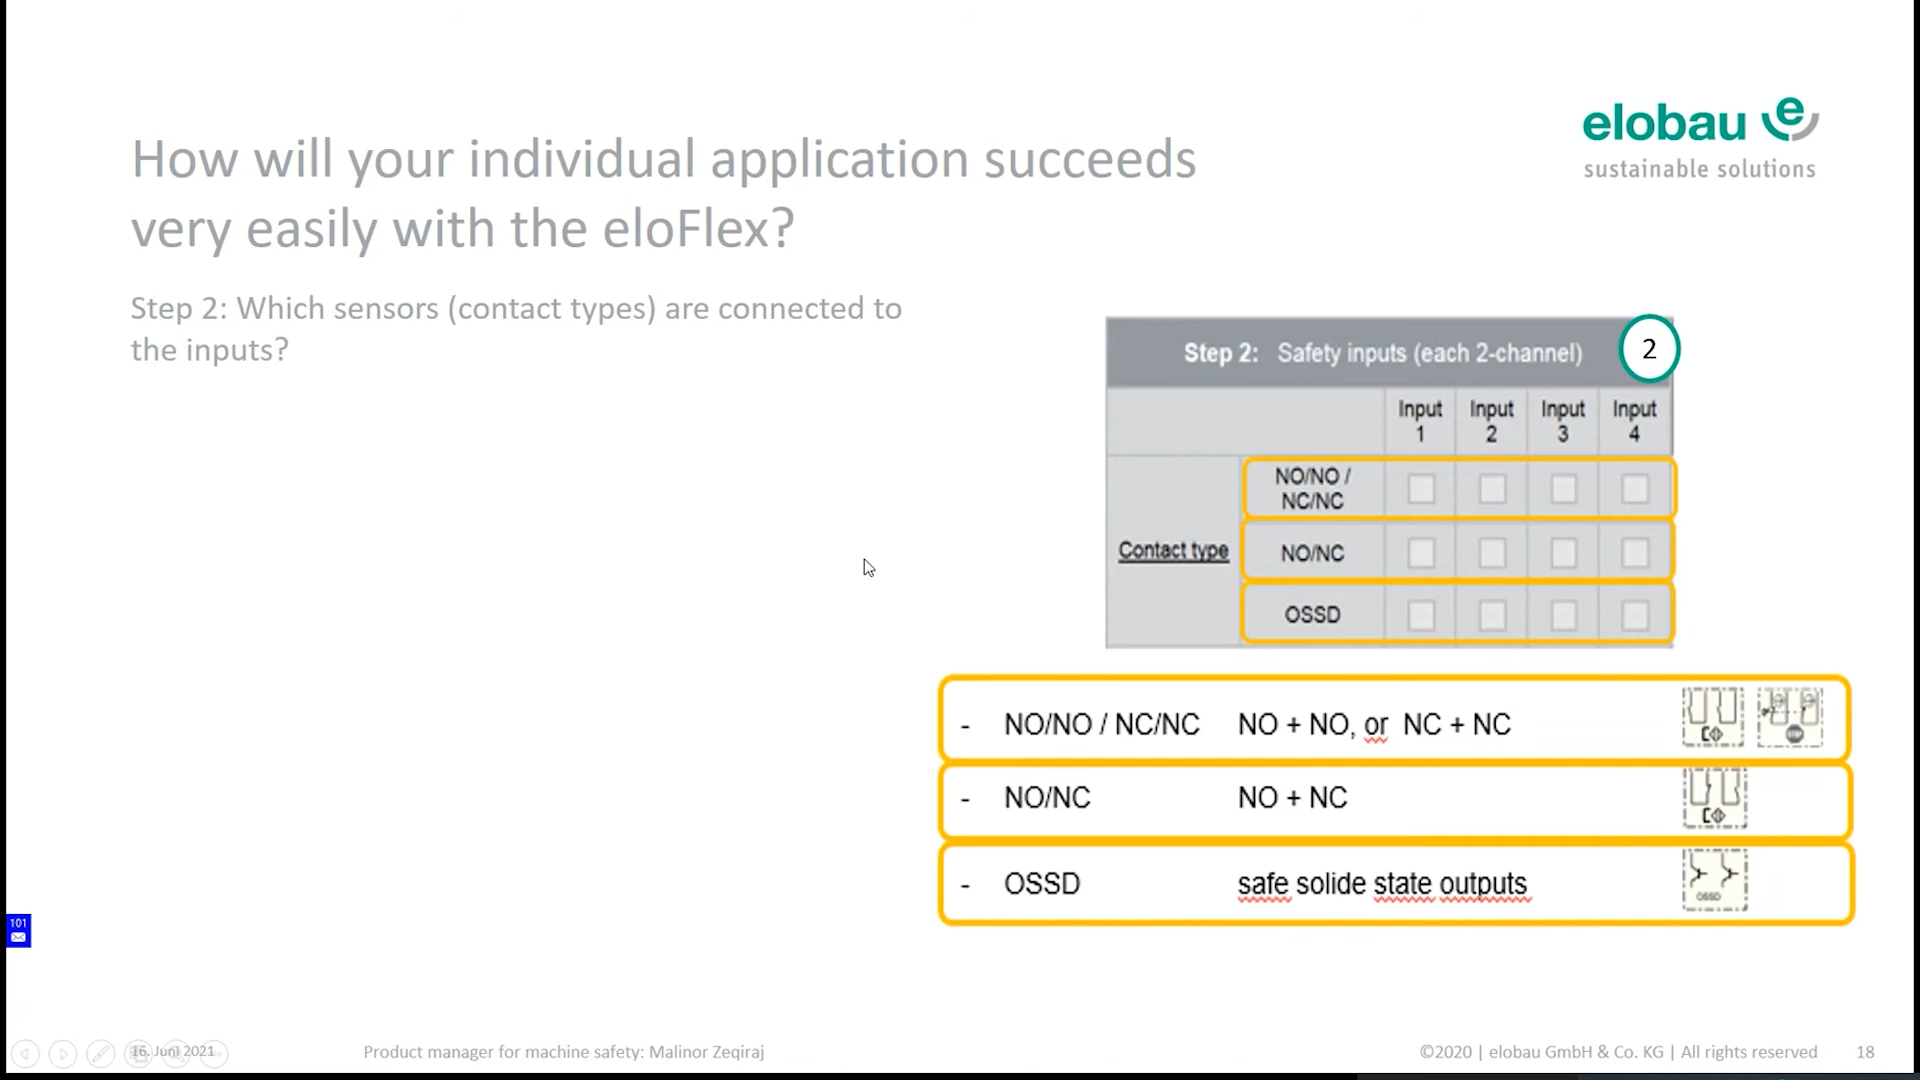 elobau e
sustainable solutions
How will your individual application succeeds
very easily with the eloFlex?
Step 2: Which sensors (contact types) are connected to
the inputs?
Step 2: Safety inputs (each 2-channel)
2
Input
1
Input
2
Input
3
Input
4
Contact type
NO/NO /
NC/NC
NO/NC
OSSD
- NO/NO / NC/NC NO + NO, or NC + NC
- NO/NC NO + NC
- OSSD safe solide state outputs
OSSD
101
16. Juni 2021
Product manager for machine safety: Malinor Zeqiraj
©2020 | elobau GmbH & Co. KG | All rights reserved
18